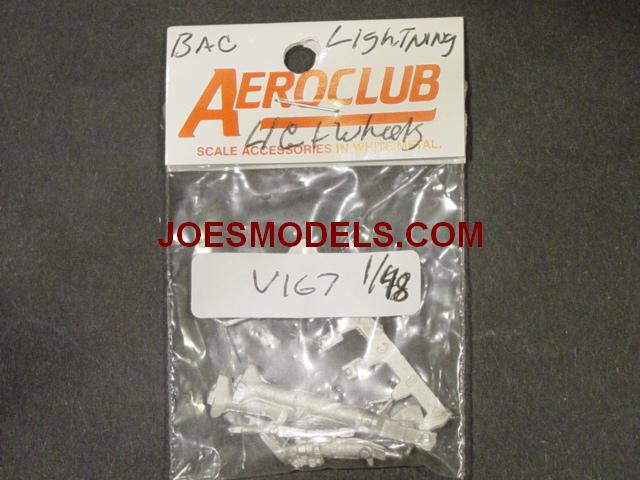 BAC Lightning
AEROCLUB
U/C + Wheels
SCALE ACCESSORIES IN WHITE METAL.
JOESMODELS.COM
V167 1/48